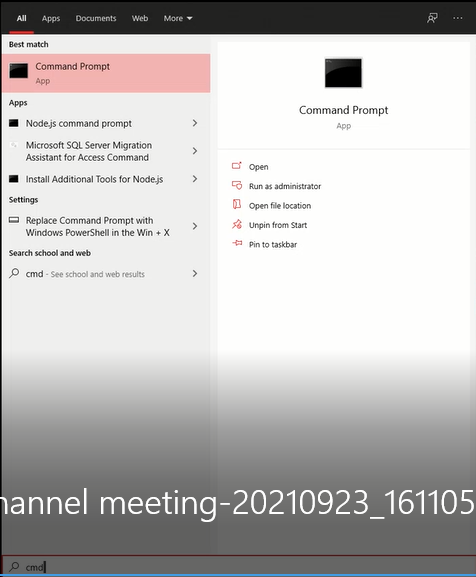 All Apps Documents Web More
Best match
Command Prompt
App
Apps
Node.js command prompt
Microsoft SQL Server Migration
Assistant for Access Command
Install Additional Tools for Node.js
Settings
Replace Command Prompt with
Windows PowerShell in the Win + X
Search school and web
cmd - See school and web results
Command Prompt
App
Open
Run as administrator
Open file location
Unpin from Start
Pin to taskbar
hannel meeting-20210923_161105
cmd